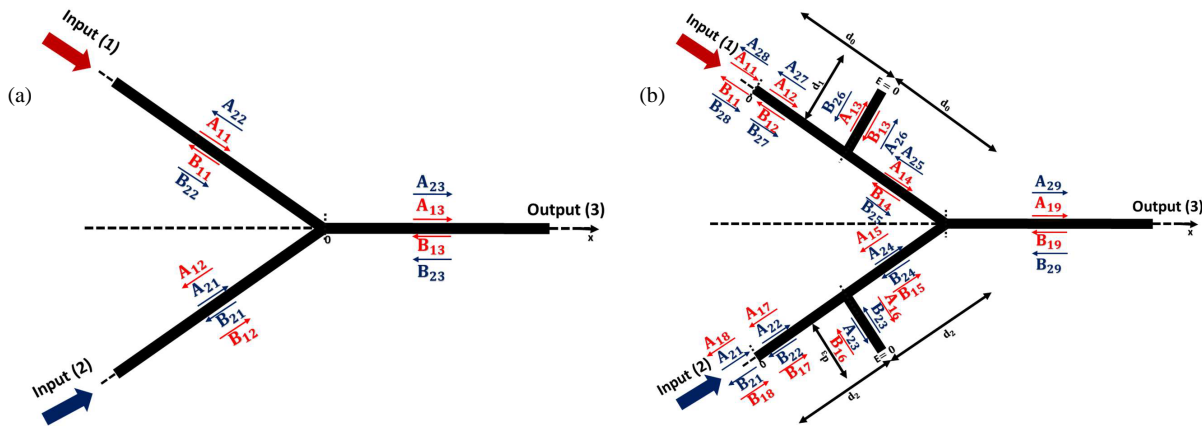 (a)
Input (1)
A₂₂
A₁₁
B₁₁
B₂₂
A₂₃
A₁₃
Output (3)
0
x
B₁₃
B₂₃
A₁₂
A₂₁
B₂₁
B₁₂
Input (2)
(b)
Input (1)
A₂₈
A₁₁
A₂₇
A₁₂
0
B₁₁
B₂₈
B₁₂
B₂₇
d₀
d₁
E = 0
d₀
B₂₆
A₁₃
B₁₃
A₂₆
A₂₅
A₁₄
B₁₄
B₂₅
A₂₉
A₁₉
Output (3)
x
B₁₉
B₂₉
A₁₅
A₂₄
B₂₄
B₁₅
A₁₇
A₂₂
A₁₆
B₂₃
A₂₃
B₁₆
E = 0
A₁₈
A₂₁
0
B₂₂
B₁₇
B₂₁
B₁₈
d₃
d₂
d₂
Input (2)